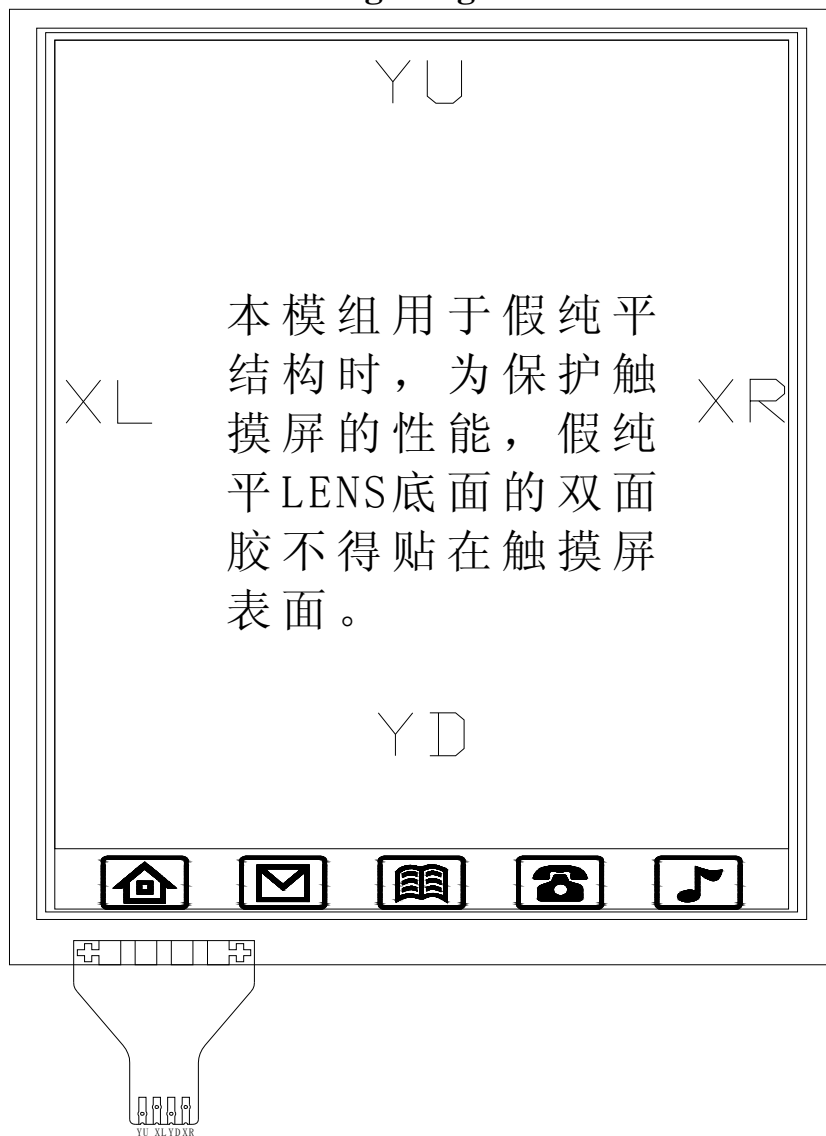 YU
本模组用于假纯平
结构时，为保护触
XL
XR
摸屏的性能，假纯
平LENS底面的双面
胶不得贴在触摸屏
表面。
YD
YU XLYDXR